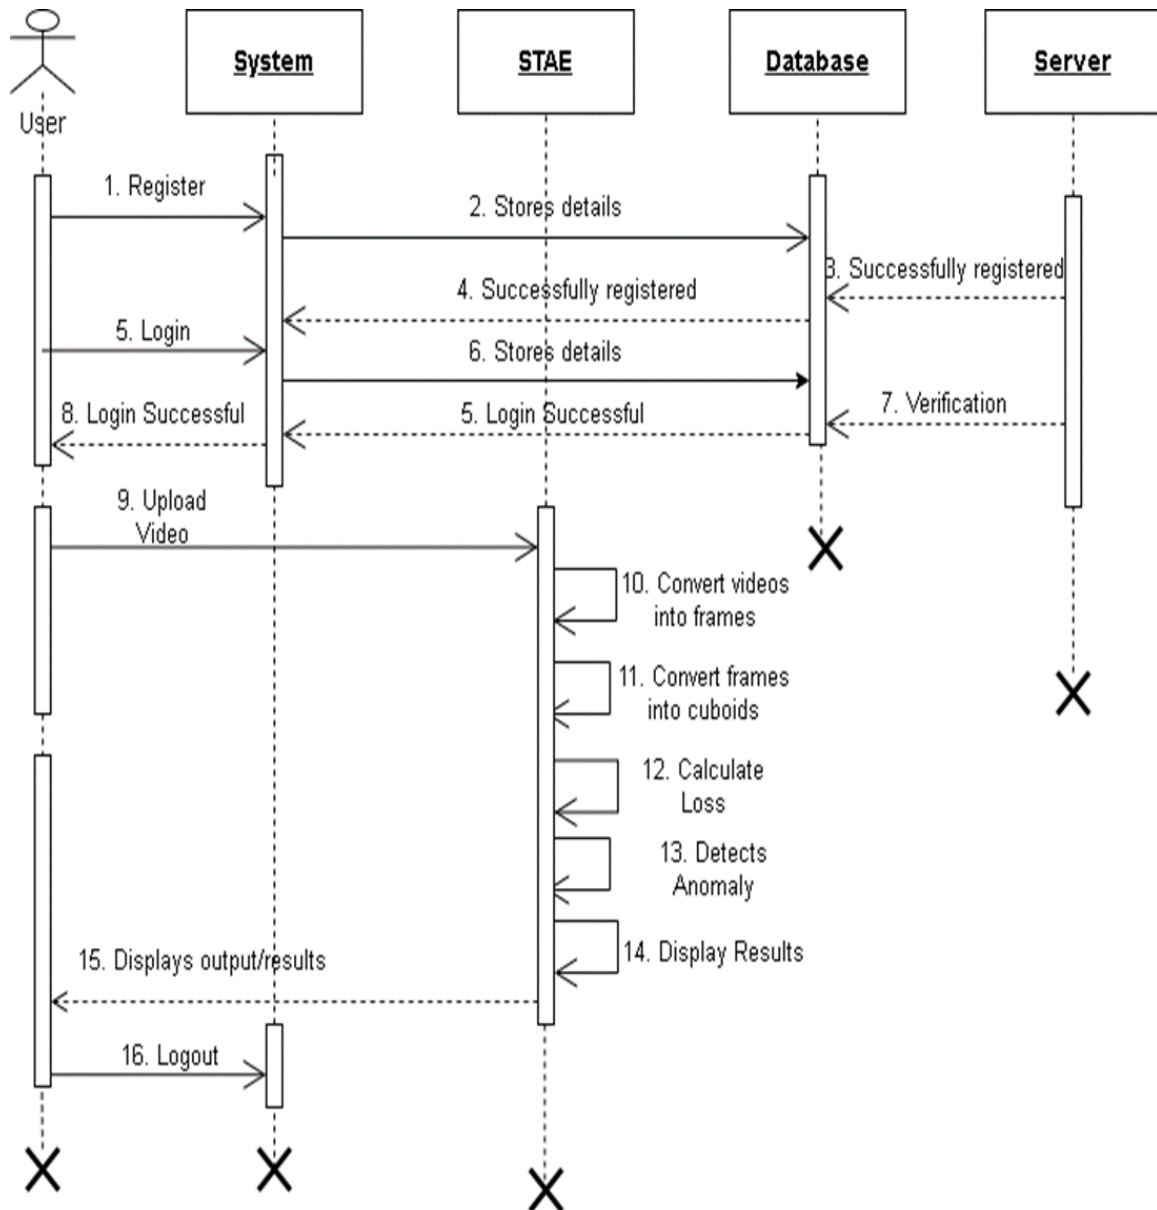 System
STAE
Database
Server
User
1. Register
2. Stores details
3. Successfully registered
4. Successfully registered
5. Login
6. Stores details
7. Verification
8. Login Successful
5. Login Successful
9. Upload
Video
10. Convert videos
into frames
11. Convert frames
into cuboids
12. Calculate
Loss
13. Detects
Anomaly
14. Display Results
15. Displays output/results
16. Logout